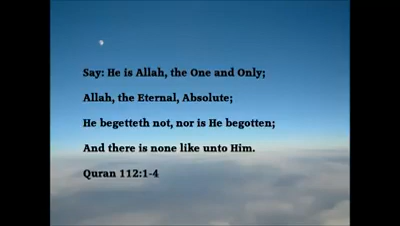 Say: He is Allah, the One and Only;
Allah, the Eternal, Absolute;
He begetteth not, nor is He begotten;
And there is none like unto Him.
Quran 112:1-4